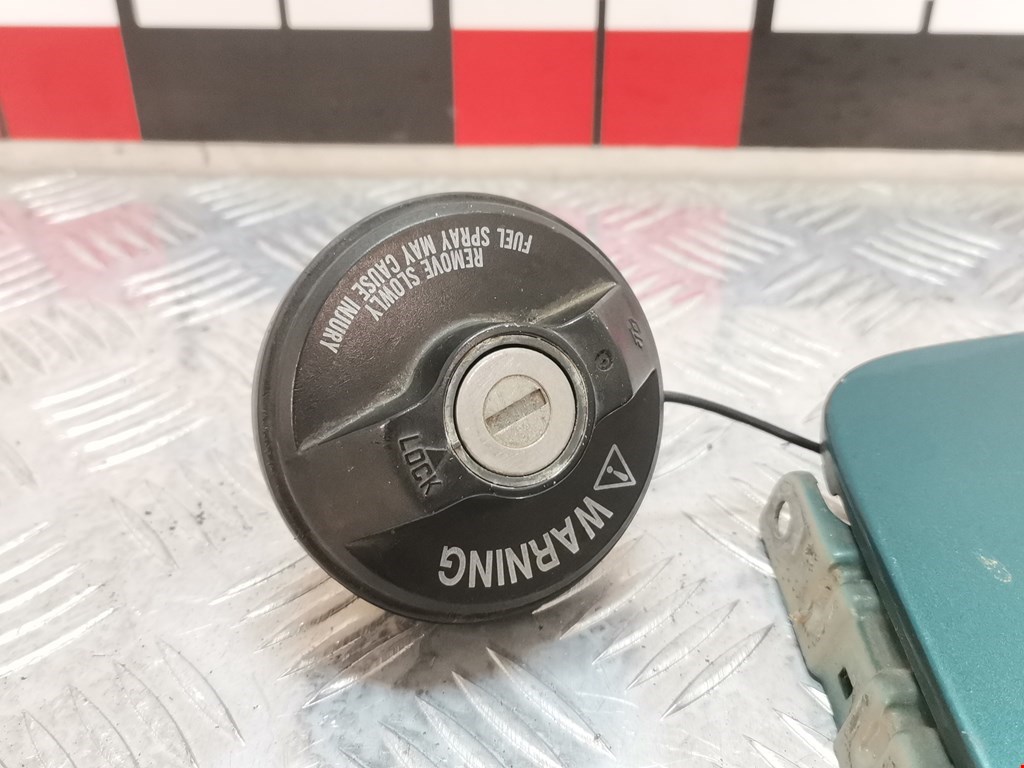 WARNING
REMOVE SLOWLY
FUEL SPRAY MAY CAUSE INJURY
LOCK